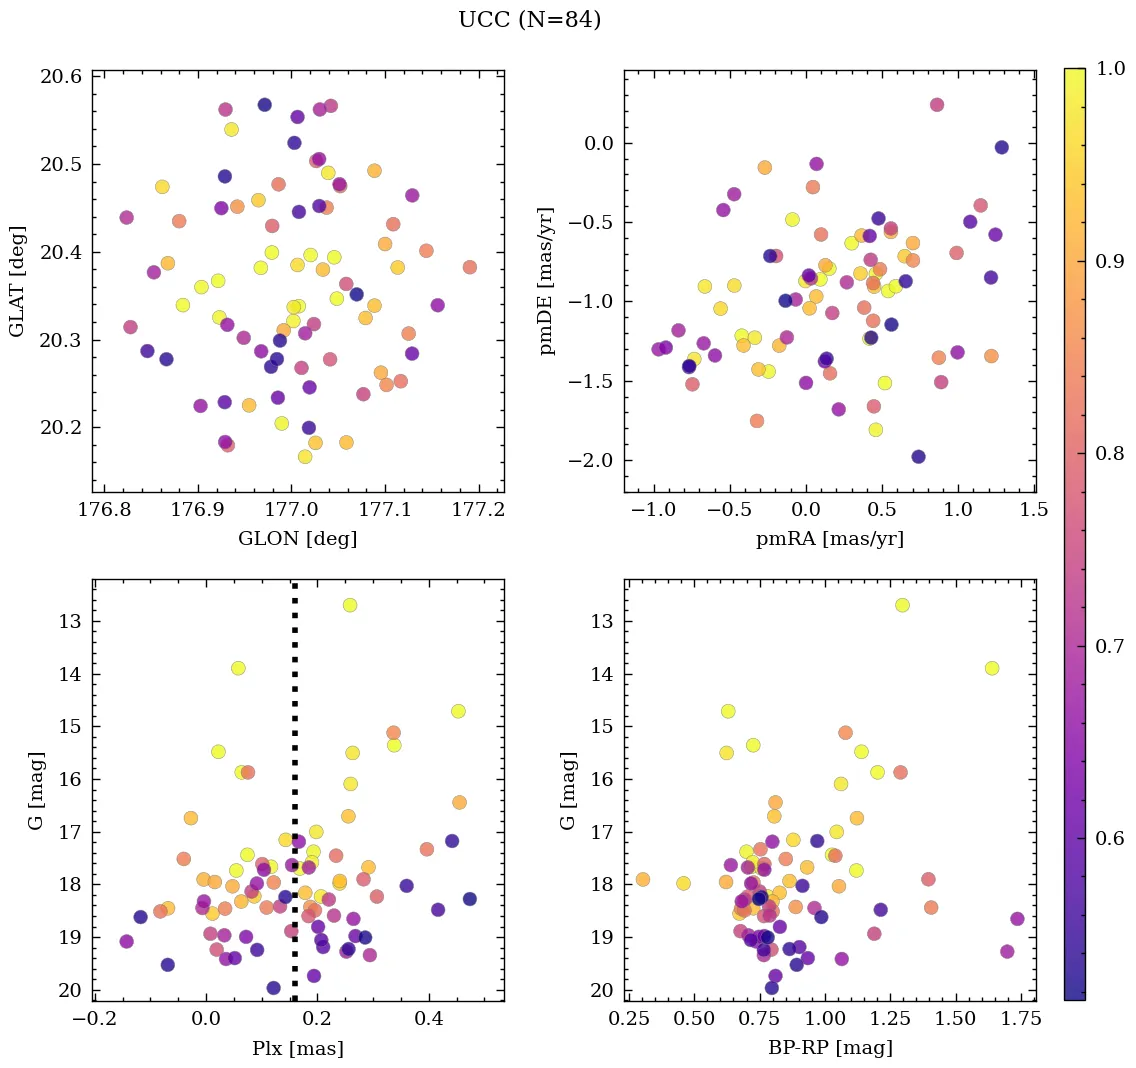 UCC (N=84)
20.6
20.5
20.4
20.3
20.2
GLAT [deg]
176.8 176.9 177.0 177.1 177.2
GLON [deg]
0.0
−0.5
−1.0
−1.5
−2.0
pmDE [mas/yr]
−1.0 −0.5 0.0 0.5 1.0 1.5
pmRA [mas/yr]
13
14
15
16
17
18
19
20
G [mag]
−0.2 0.0 0.2 0.4
Plx [mas]
13
14
15
16
17
18
19
20
G [mag]
0.25 0.50 0.75 1.00 1.25 1.50 1.75
BP-RP [mag]
1.0
0.9
0.8
0.7
0.6